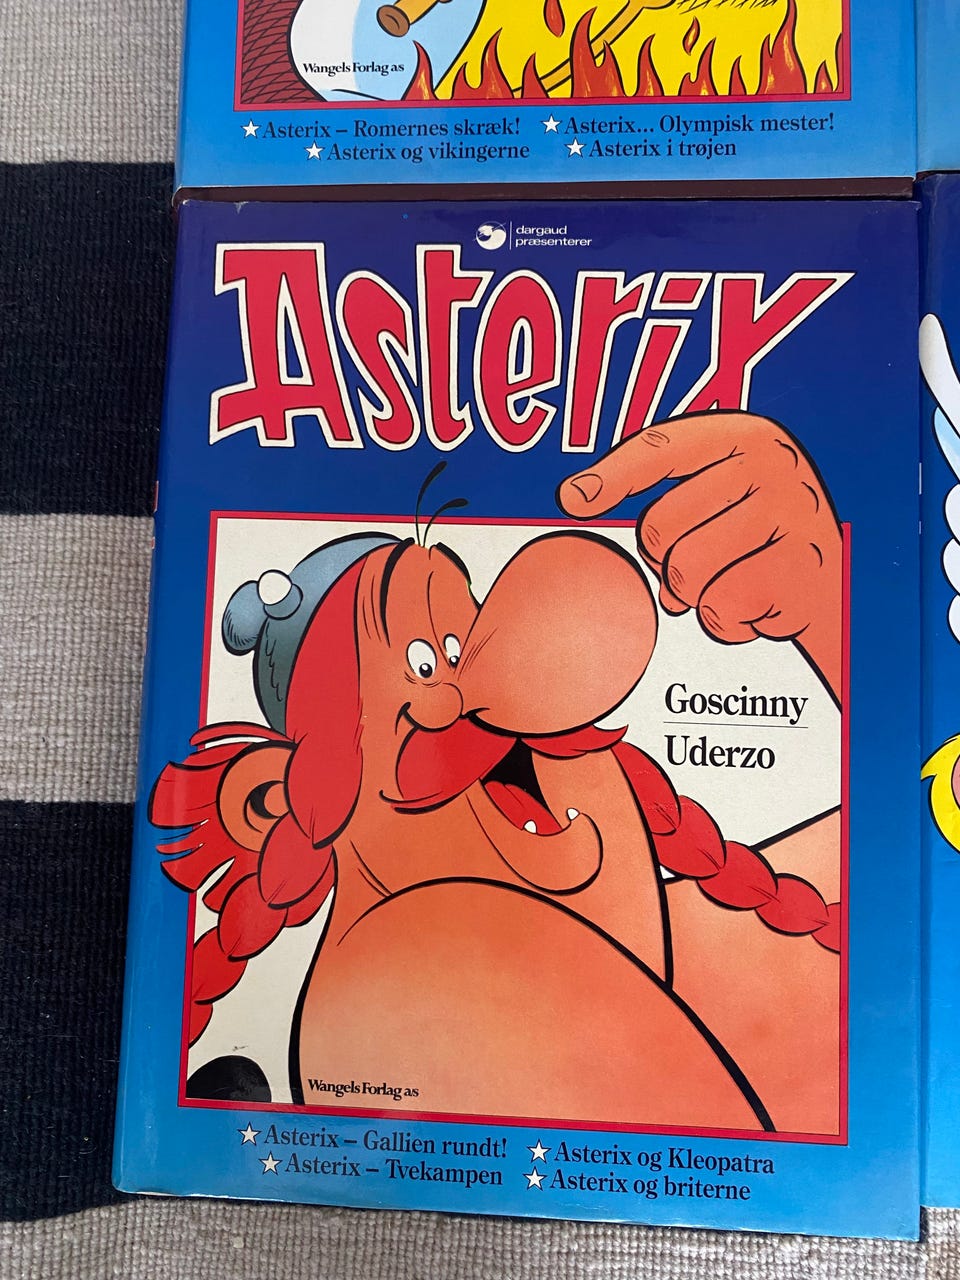 Wangels Forlag as
Asterix – Romernes skræk! Asterix... Olympisk mester!
Asterix og vikingerne Asterix i trøjen
dargaud
præsenterer
Asterix
Goscinny
Uderzo
Wangels Forlag a/s
Asterix – Gallien rundt! Asterix og Kleopatra
Asterix – Tvekampen Asterix og briterne